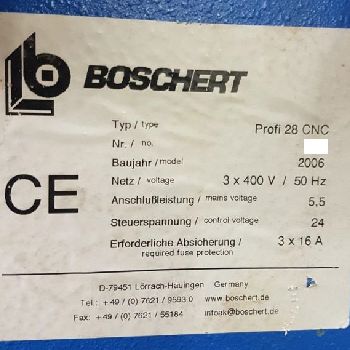 BOSCHERT
CE
Typ / type Profi 28 CNC
Nr. / no.
Baujahr / model 2006
Netz / voltage 3 x 400 V / 50 Hz
Anschlußleistung / mains voltage 5,5
Steuerspannung / control voltage 24
Erforderliche Absicherung / 3 x 16 A
required fuse protection
D-79451 Lörrach-Hauingen Germany
Tel.: +49 / (0) 7621 / 9593 0 www.boschert.de
Fax: +49 / (0) 7621 / 55184 @boschert.de